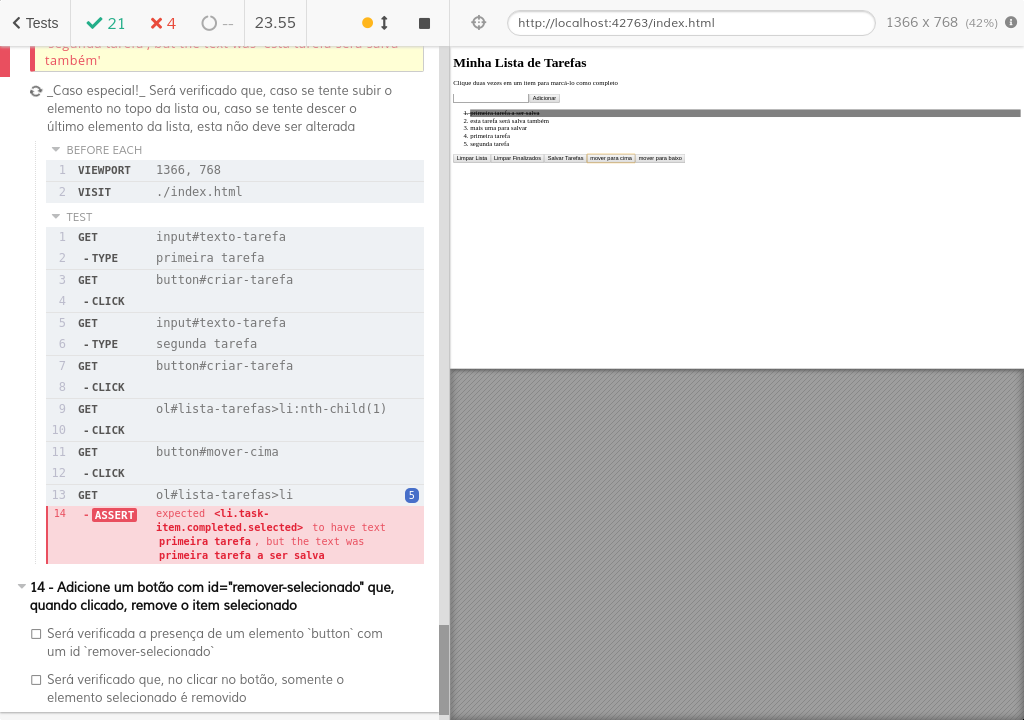 Tests
21
4
--
23.55
http://localhost:42763/index.html
1366 x 768 (42%)
também'
_Caso especial!_ Será verificado que, caso se tente subir o
elemento no topo da lista ou, caso se tente descer o
último elemento da lista, esta não deve ser alterada
BEFORE EACH
1 VIEWPORT 1366, 768
2 VISIT ./index.html
TEST
1 GET input#texto-tarefa
2 -TYPE primeira tarefa
3 GET button#criar-tarefa
4 -CLICK
5 GET input#texto-tarefa
6 -TYPE segunda tarefa
7 GET button#criar-tarefa
8 -CLICK
9 GET ol#lista-tarefas>li:nth-child(1)
10 -CLICK
11 GET button#mover-cima
12 -CLICK
13 GET ol#lista-tarefas>li 5
14 -ASSERT expected <li.task-
item.completed.selected> to have text
primeira tarefa, but the text was
primeira tarefa a ser salva
14 - Adicione um botão com id="remover-selecionado" que,
quando clicado, remove o item selecionado
Será verificada a presença de um elemento `button` com
um id `remover-selecionado`
Será verificado que, no clicar no botão, somente o
elemento selecionado é removido
Minha Lista de Tarefas
Clique duas vezes em um item para marcá-lo como completo
Adicionar
1. primeira tarefa a ser salva
2. esta tarefa será salva também
3. mais uma para salvar
4. primeira tarefa
5. segunda tarefa
Limpar Lista Limpar Finalizados Salvar Tarefas mover para cima mover para baixo